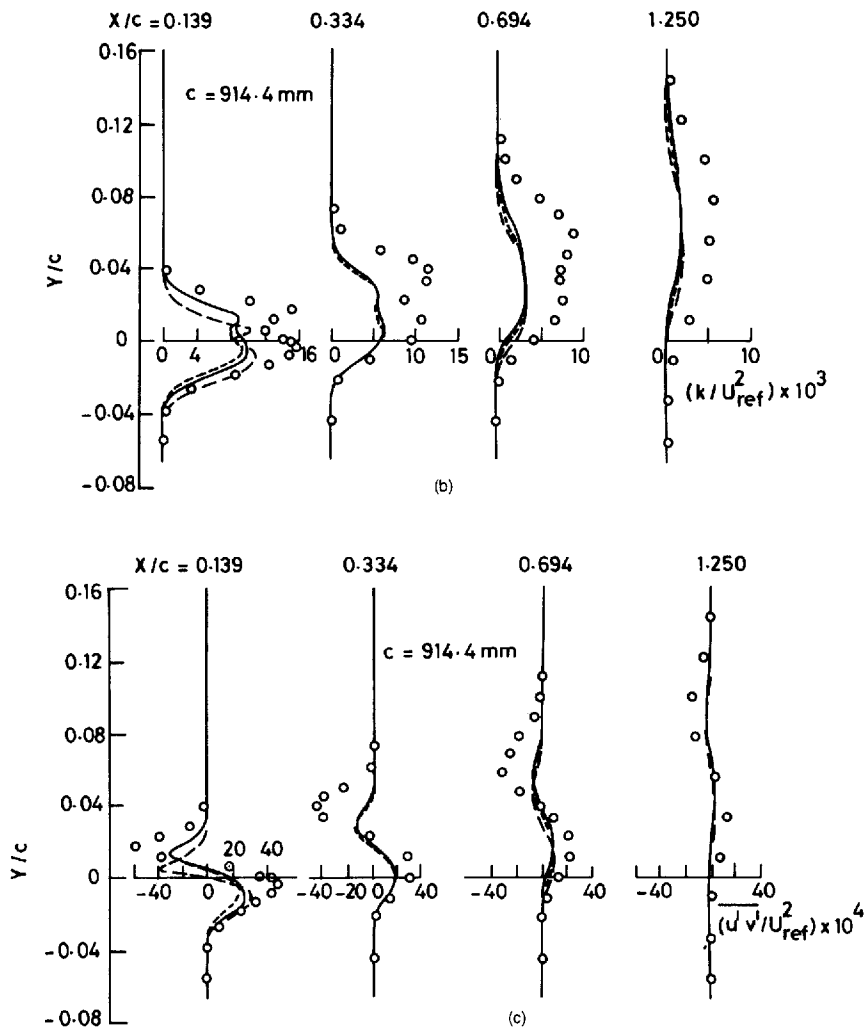 X/c = 0.139 0.334 0.694 1.250
0.16
c = 914.4 mm
0.12
0.08
Y/c
0.04
0
0 4 16 0 5 10 15 0 10 0 10
(k/U²ref) × 10³
-0.04
-0.08
(b)
X/c = 0.139 0.334 0.694 1.250
0.16
c = 914.4 mm
0.12
0.08
0.04
Y/c
20 40
0
0 -40 -20 0 40 -40 0 40 -40 0 40
(u'v'/U²ref) × 10⁴
-0.04
-0.08
(c)